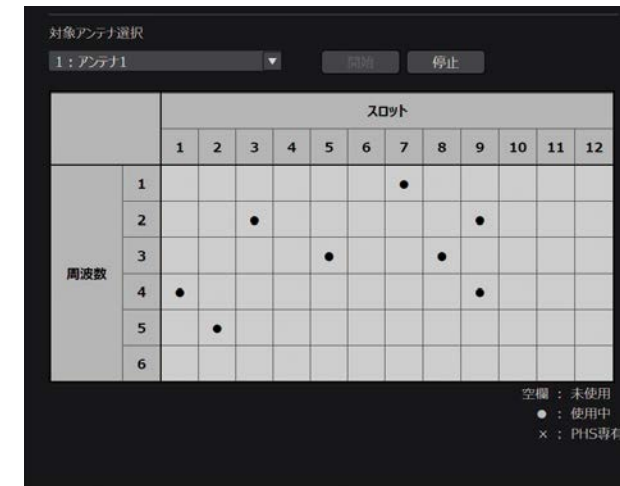 対象アンテナ選択
1：アンテナ1 ▼ 開始 停止
スロット
1 2 3 4 5 6 7 8 9 10 11 12
1 ●
2 ● ●
3 ● ●
周波数
4 ● ●
5 ●
6
空欄 ： 未使用
● ： 使用中
× ： PHS専有